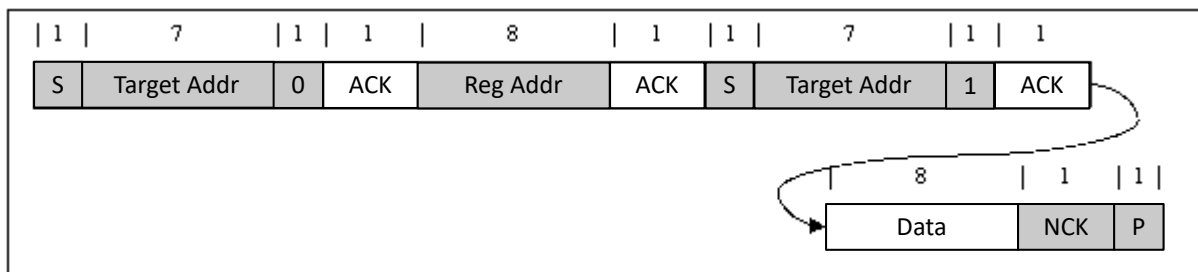 | 1 | 7 | 1 | 1 | 8 | 1 | 1 | 7 | 1 | 1
S Target Addr 0 ACK Reg Addr ACK S Target Addr 1 ACK
| 8 | 1 | 1 |
Data NCK P